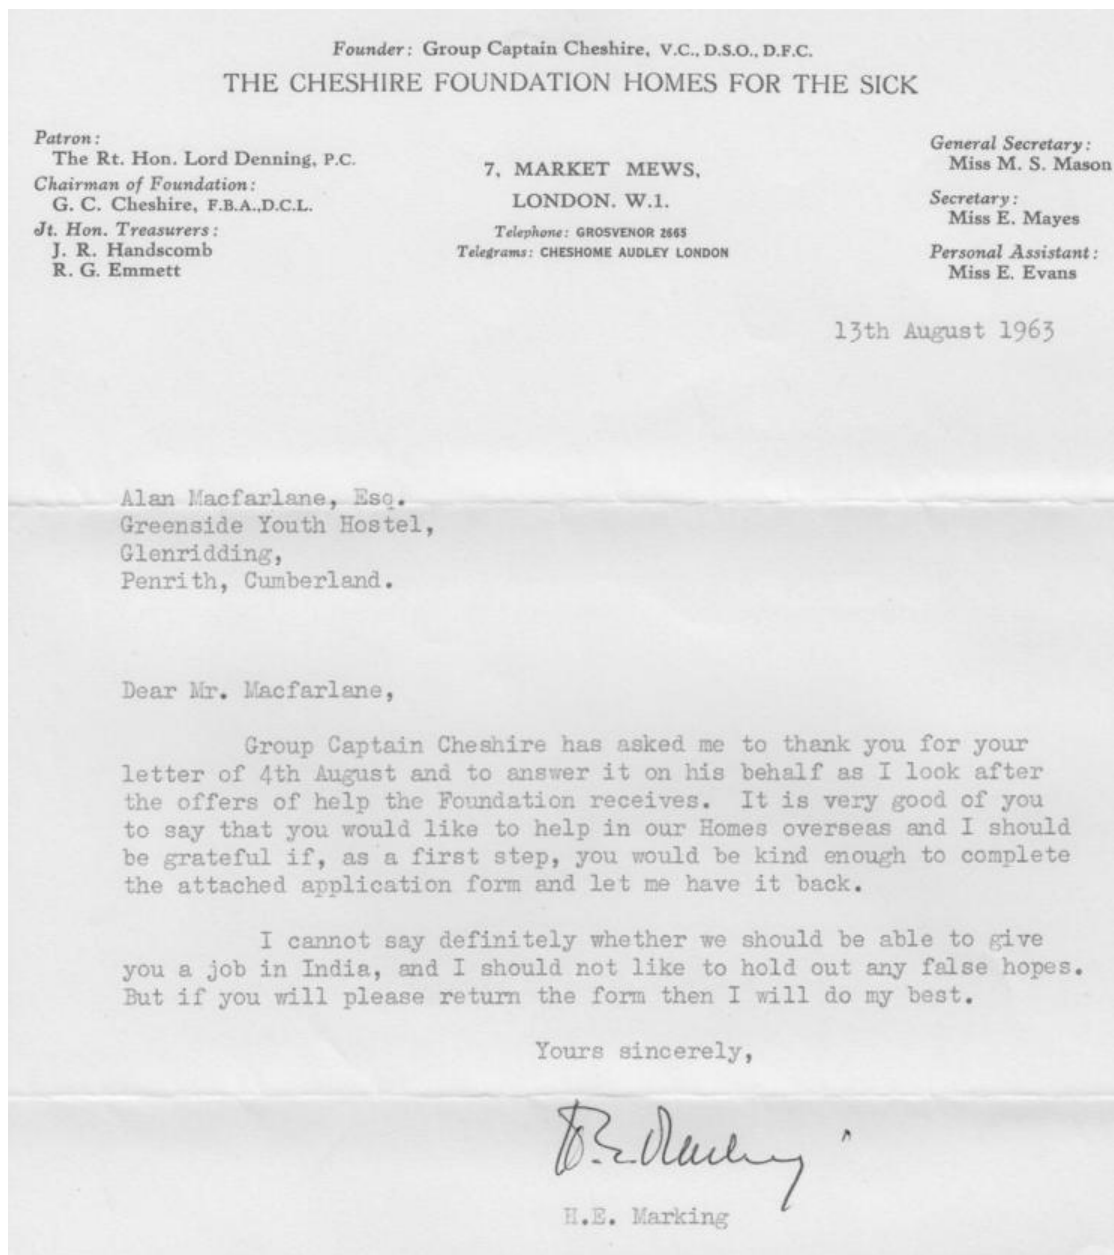 Founder: Group Captain Cheshire, V.C., D.S.O., D.F.C.
THE CHESHIRE FOUNDATION HOMES FOR THE SICK
Patron:
The Rt. Hon. Lord Denning, P.C.
Chairman of Foundation:
G. C. Cheshire, F.B.A.,D.C.L.
Jt. Hon. Treasurers:
J. R. Handscomb
R. G. Emmett
7, MARKET MEWS,
LONDON. W.1.
Telephone: GROSVENOR 2665
Telegrams: CHESHOME AUDLEY LONDON
General Secretary:
Miss M. S. Mason
Secretary:
Miss E. Mayes
Personal Assistant:
Miss E. Evans
13th August 1963
Alan Macfarlane, Esq.
Greenside Youth Hostel,
Glenridding,
Penrith, Cumberland.
Dear Mr. Macfarlane,
Group Captain Cheshire has asked me to thank you for your
letter of 4th August and to answer it on his behalf as I look after
the offers of help the Foundation receives. It is very good of you
to say that you would like to help in our Homes overseas and I should
be grateful if, as a first step, you would be kind enough to complete
the attached application form and let me have it back.
I cannot say definitely whether we should be able to give
you a job in India, and I should not like to hold out any false hopes.
But if you will please return the form then I will do my best.
Yours sincerely,
H.E. Marking